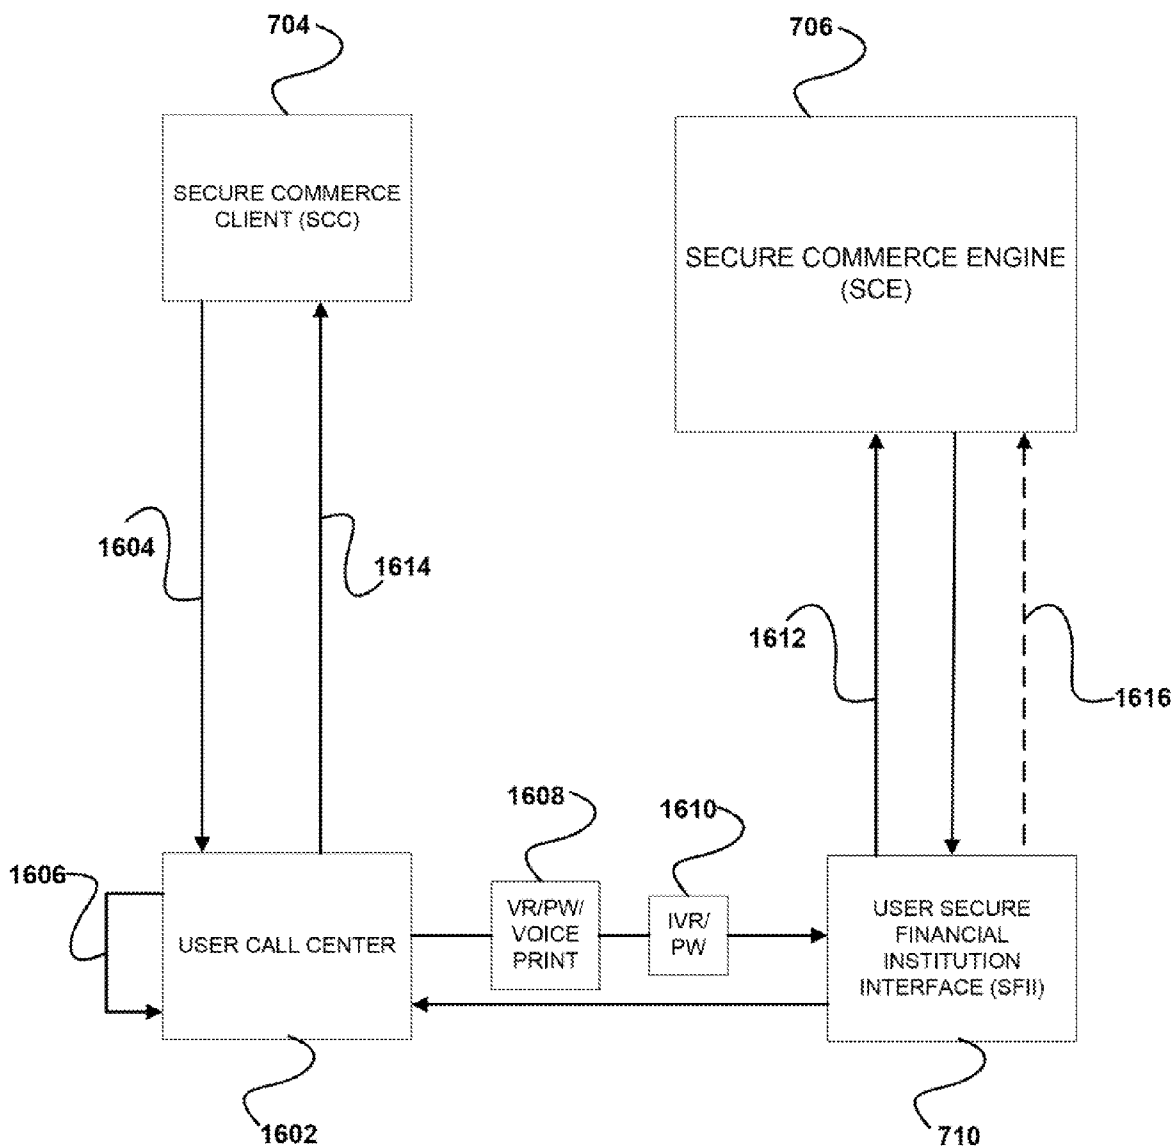 704
706
SECURE COMMERCE
CLIENT (SCC)
SECURE COMMERCE ENGINE
(SCE)
1604
1614
1612
1616
1608
1610
1606
USER CALL CENTER
VR/PW/
VOICE
PRINT
IVR/
PW
USER SECURE
FINANCIAL
INSTITUTION
INTERFACE (SFII)
1602
710